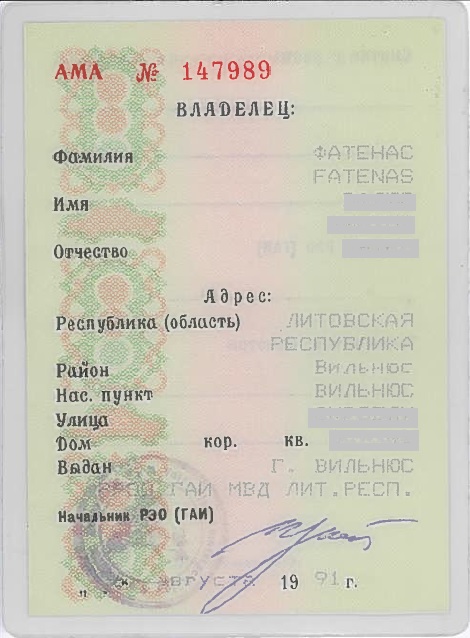 АМА № 147989
ВЛАДЕЛЕЦ:
Фамилия ФАТЕНАС
FATENAS
Имя
Отчество
Адрес:
Республика (область) ЛИТОВСКАЯ
РЕСПУБЛИКА
Район Вильнюс
Нас. пункт ВИЛЬНЮС
Улица
Дом кор. кв.
Выдан Г. ВИЛЬНЮС
ГАИ МВД ЛИТ.РЕСП.
Начальник РЭО (ГАИ)
" " АВГУСТА 19 91 г.